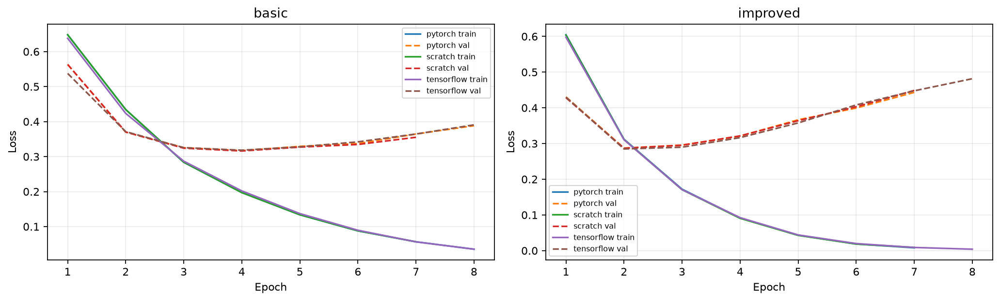 basic
Loss
0.6
0.5
0.4
0.3
0.2
0.1
pytorch train
pytorch val
scratch train
scratch val
tensorflow train
tensorflow val
1 2 3 4 5 6 7 8
Epoch
improved
Loss
0.6
0.5
0.4
0.3
0.2
0.1
0.0
pytorch train
pytorch val
scratch train
scratch val
tensorflow train
tensorflow val
1 2 3 4 5 6 7 8
Epoch